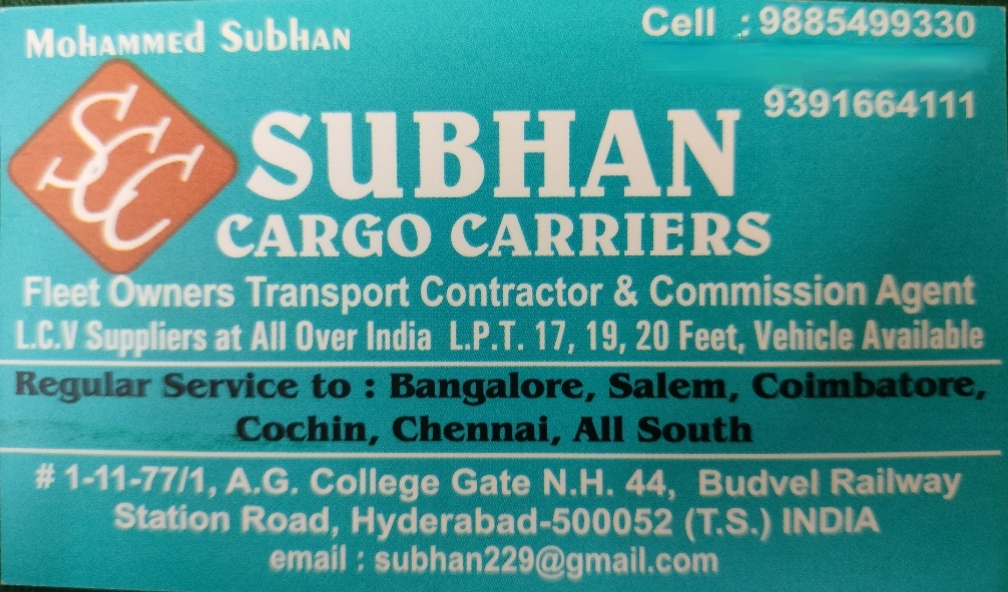 Mohammed Subhan
Cell : 9885499330
9391664111
SCC
SUBHAN
CARGO CARRIERS
Fleet Owners Transport Contractor & Commission Agent
L.C.V Suppliers at All Over India L.P.T. 17, 19, 20 Feet, Vehicle Available
Regular Service to : Bangalore, Salem, Coimbatore,
Cochin, Chennai, All South
# 1-11-77/1, A.G. College Gate N.H. 44, Budvel Railway
Station Road, Hyderabad-500052 (T.S.) INDIA
email : subhan229@gmail.com